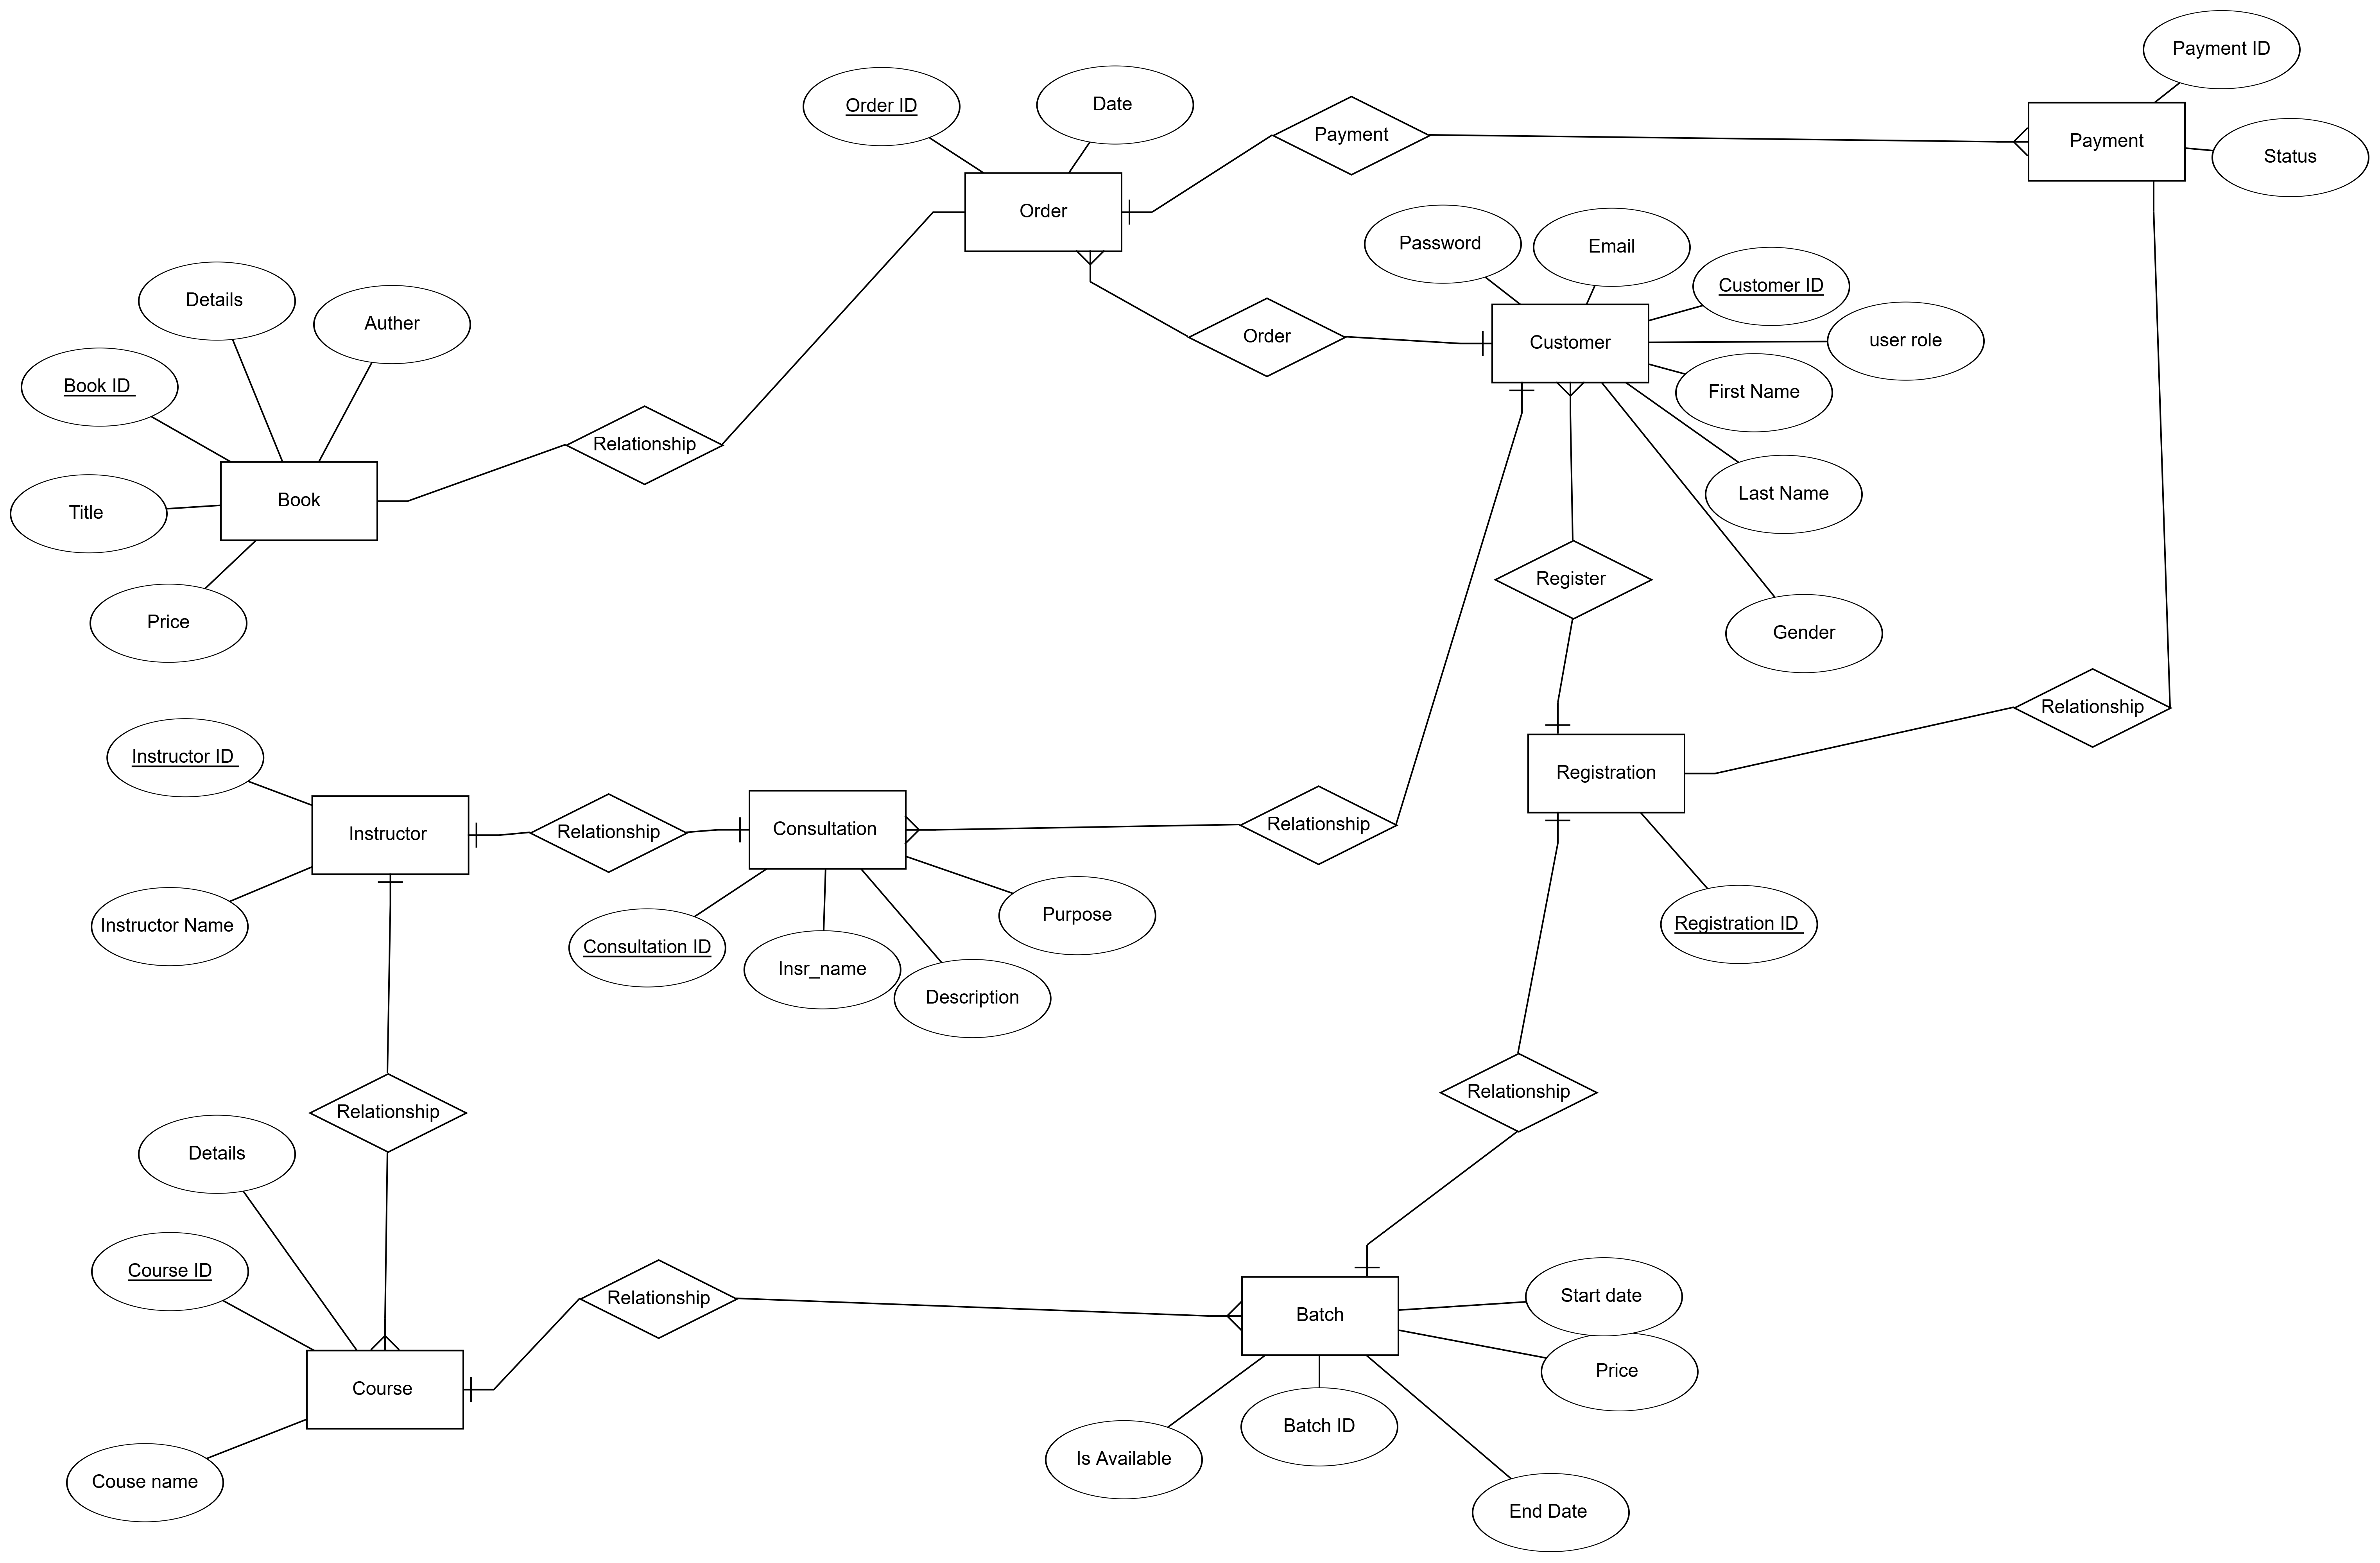 Payment ID
Order ID
Date
Payment
Payment
Status
Order
Password
Email
Customer ID
Details
Auther
Order
Customer
user role
Book ID
First Name
Relationship
Last Name
Book
Title
Register
Price
Gender
Relationship
Instructor ID
Registration
Instructor
Relationship
Consultation
Relationship
Purpose
Instructor Name
Registration ID
Consultation ID
Insr_name
Description
Relationship
Relationship
Details
Course ID
Relationship
Start date
Batch
Price
Course
Batch ID
Is Available
Couse name
End Date